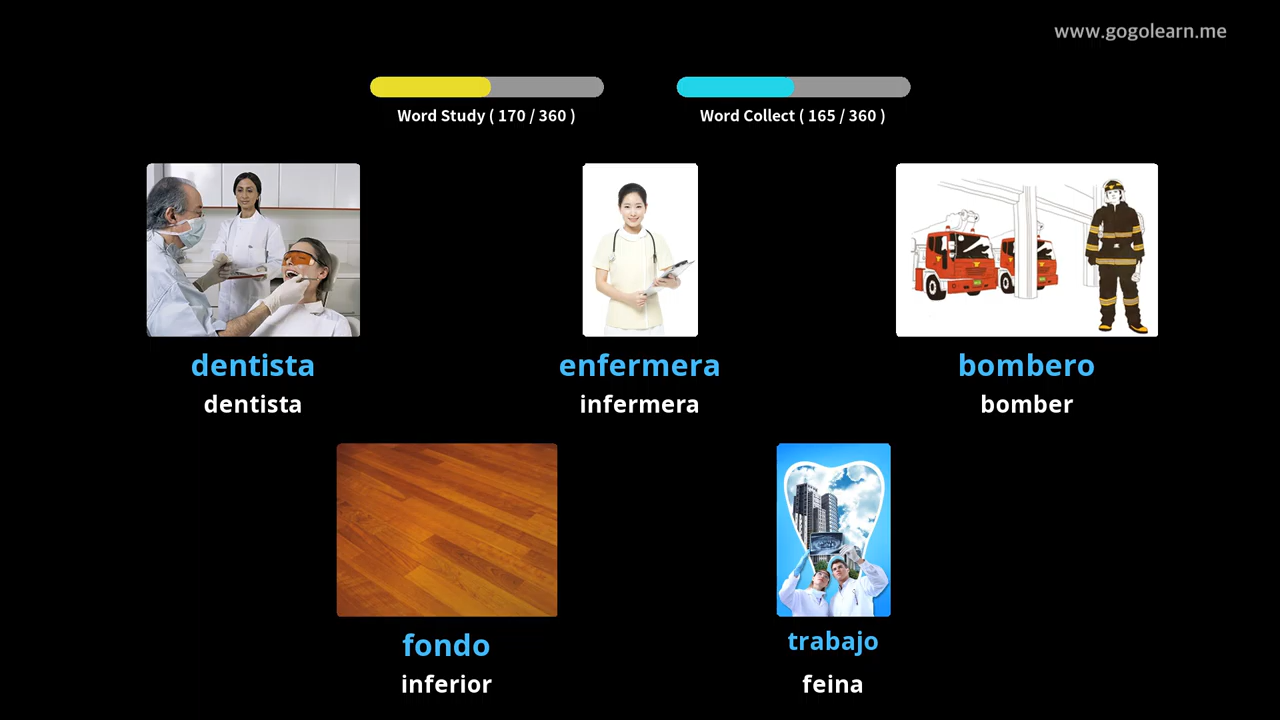 www.gogolearn.me
Word Study ( 170 / 360 )
Word Collect ( 165 / 360 )
dentista
enfermera
bombero
dentista
infermera
bomber
fondo
trabajo
inferior
feina